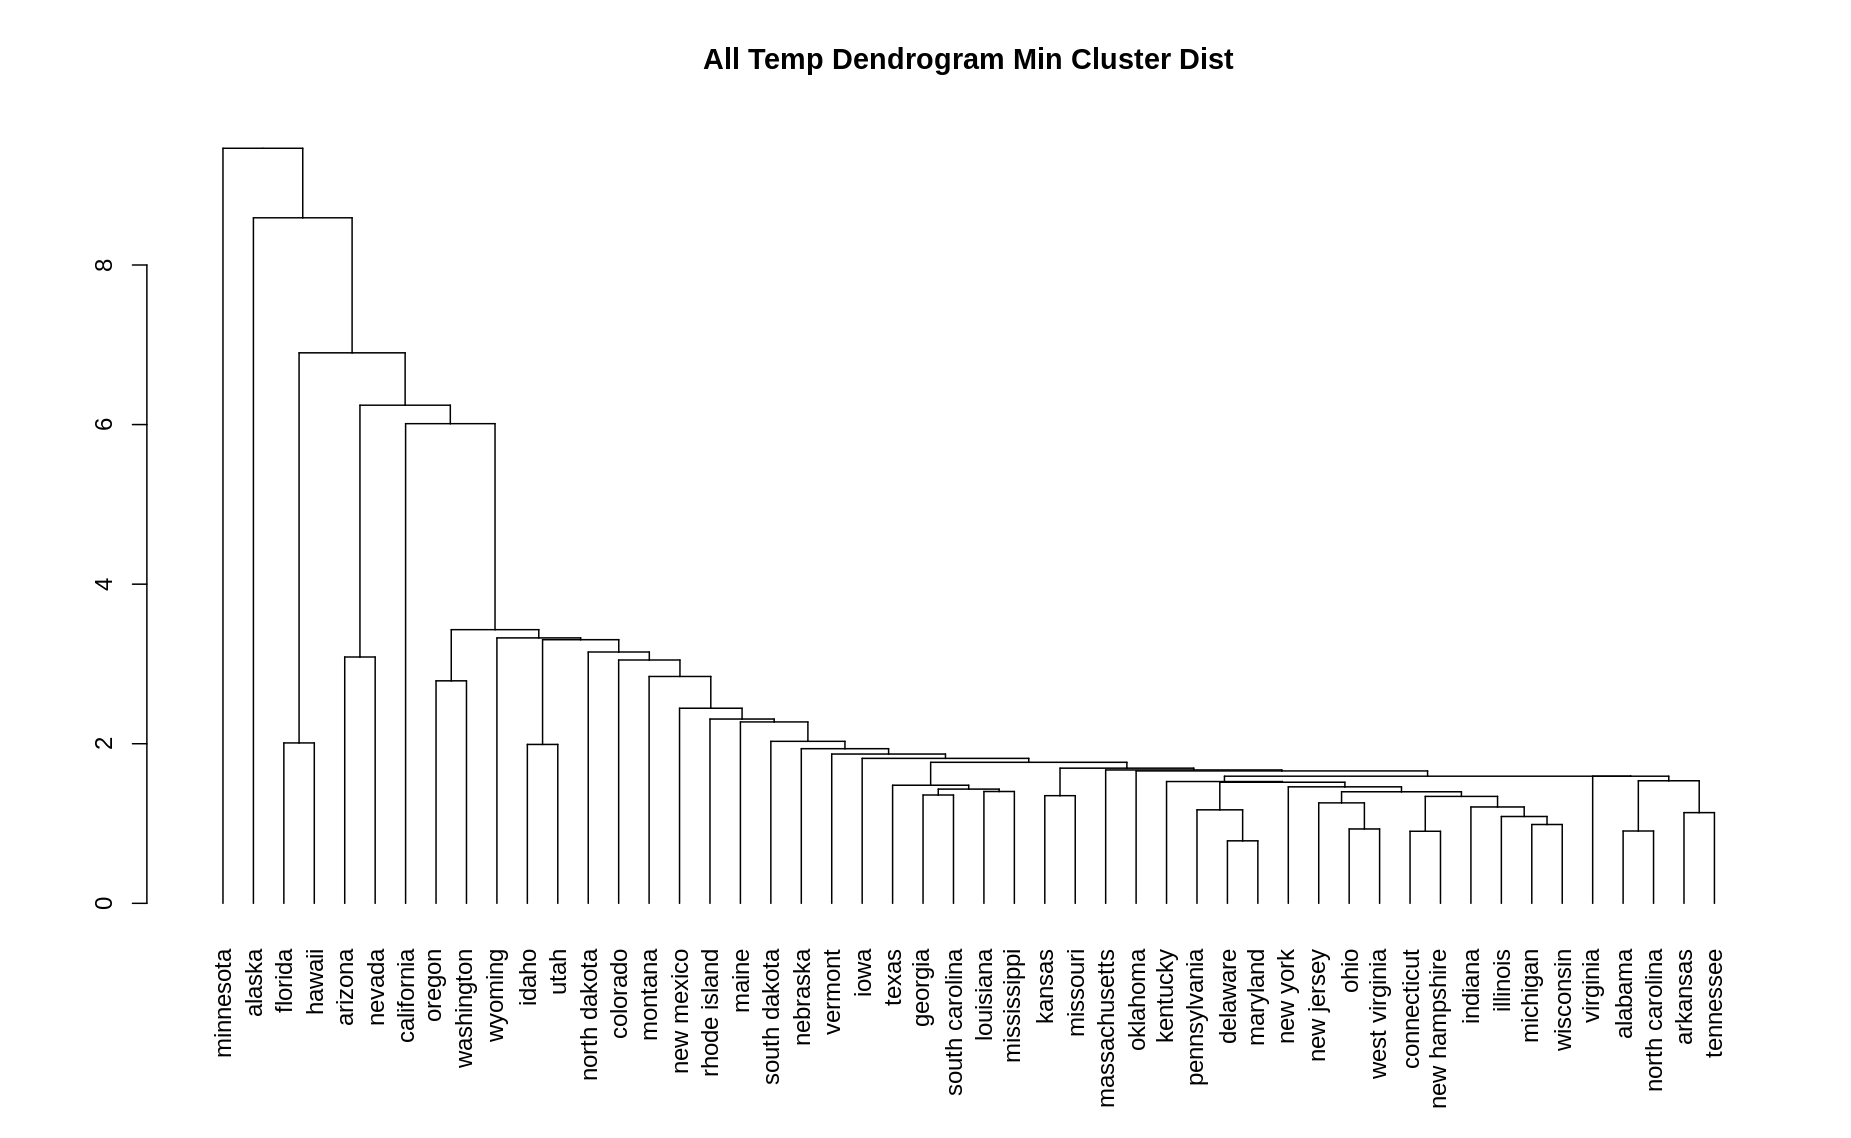 All Temp Dendrogram Min Cluster Dist
8
6
4
2
0
minnesota
alaska
florida
hawaii
arizona
nevada
california
oregon
washington
wyoming
idaho
utah
north dakota
colorado
montana
new mexico
rhode island
maine
south dakota
nebraska
vermont
iowa
texas
georgia
south carolina
louisiana
mississippi
kansas
missouri
massachusetts
oklahoma
kentucky
pennsylvania
delaware
maryland
new york
new jersey
ohio
west virginia
connecticut
new hampshire
indiana
illinois
michigan
wisconsin
virginia
alabama
north carolina
arkansas
tennessee